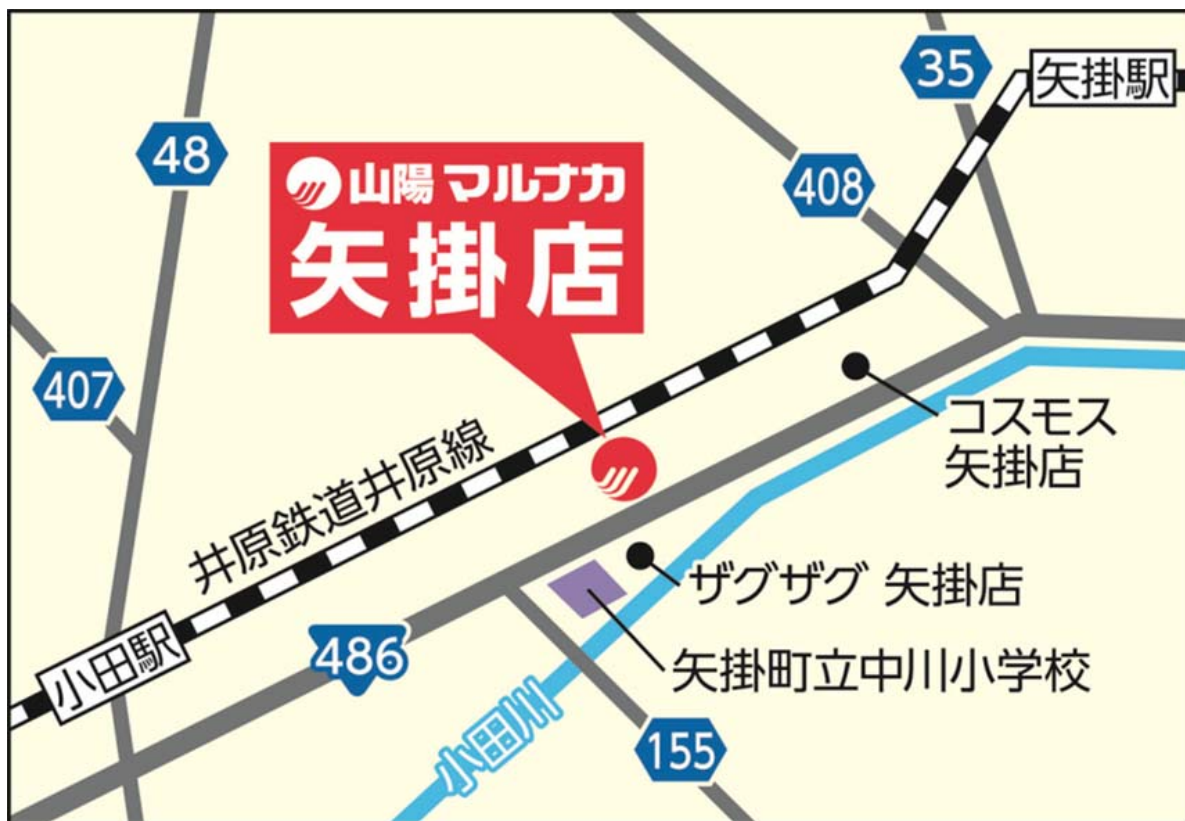 35
矢掛駅
48
408
山陽 マルナカ
矢掛店
407
井原鉄道井原線
コスモス
矢掛店
ザグザグ 矢掛店
小田駅
486
矢掛町立中川小学校
小田川
155